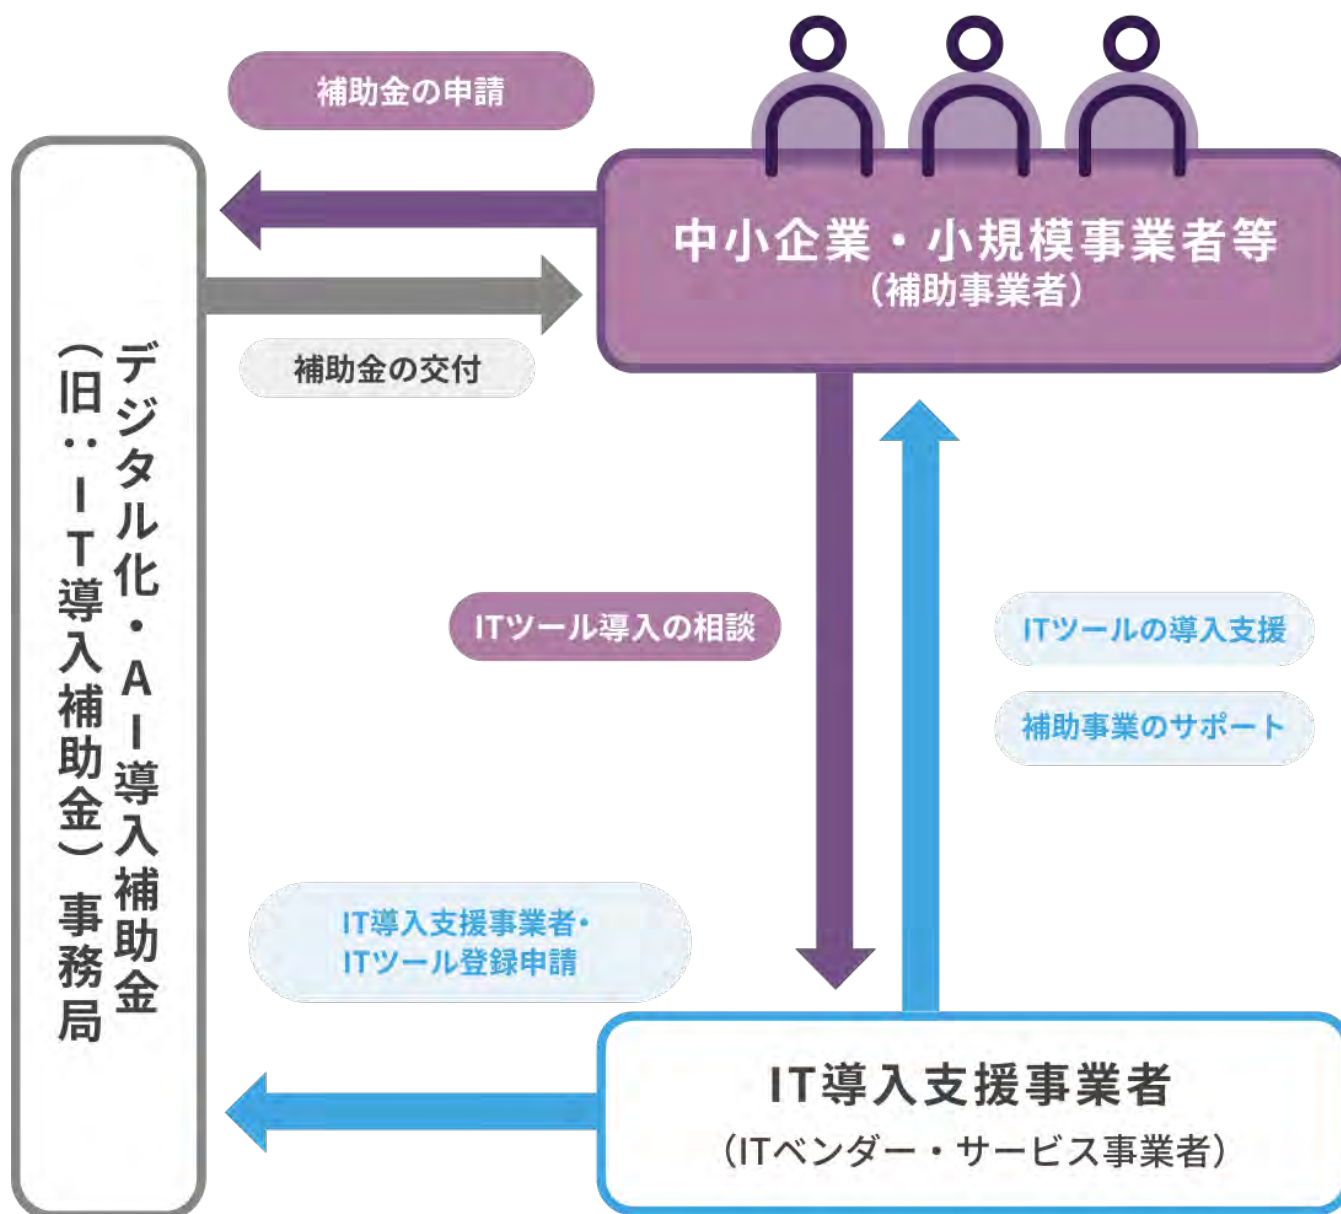 補助金の申請
中小企業・小規模事業者等
（補助事業者）
補助金の交付
デジタル化・AI導入補助金
（旧：IT導入補助金）事務局
ITツール導入の相談
ITツールの導入支援
補助事業のサポート
IT導入支援事業者・
ITツール登録申請
IT導入支援事業者
（ITベンダー・サービス事業者）